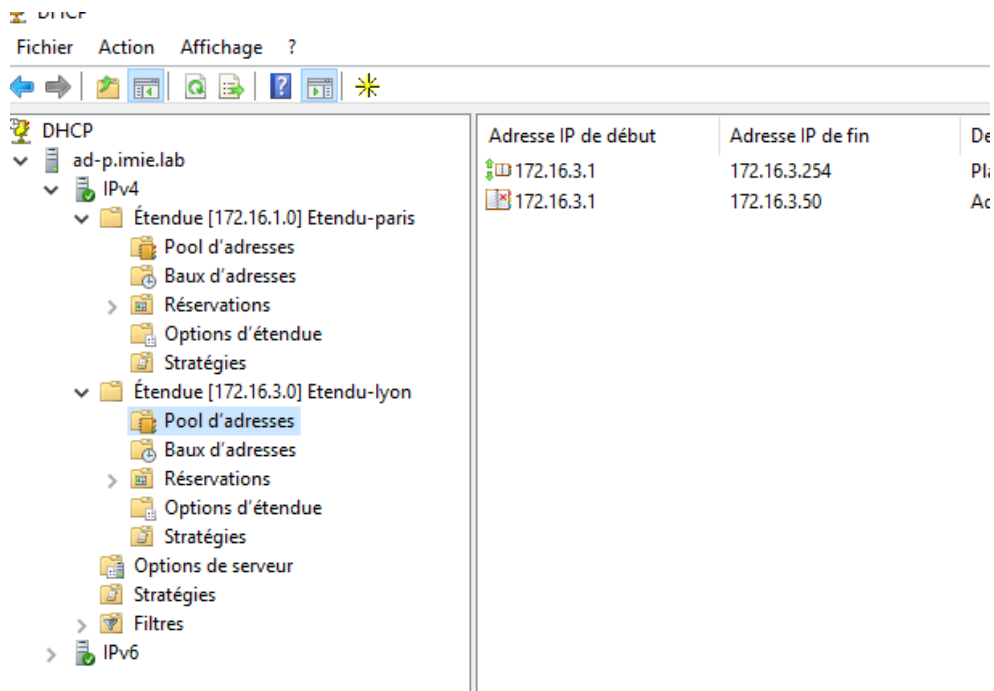 DHCP
Fichier Action Affichage ?
DHCP
ad-p.imie.lab
IPv4
Étendue [172.16.1.0] Etendu-paris
Pool d'adresses
Baux d'adresses
Réservations
Options d'étendue
Stratégies
Étendue [172.16.3.0] Etendu-lyon
Pool d'adresses
Baux d'adresses
Réservations
Options d'étendue
Stratégies
Options de serveur
Stratégies
Filtres
IPv6
Adresse IP de début Adresse IP de fin De
172.16.3.1 172.16.3.254 Pla
172.16.3.1 172.16.3.50 Ad